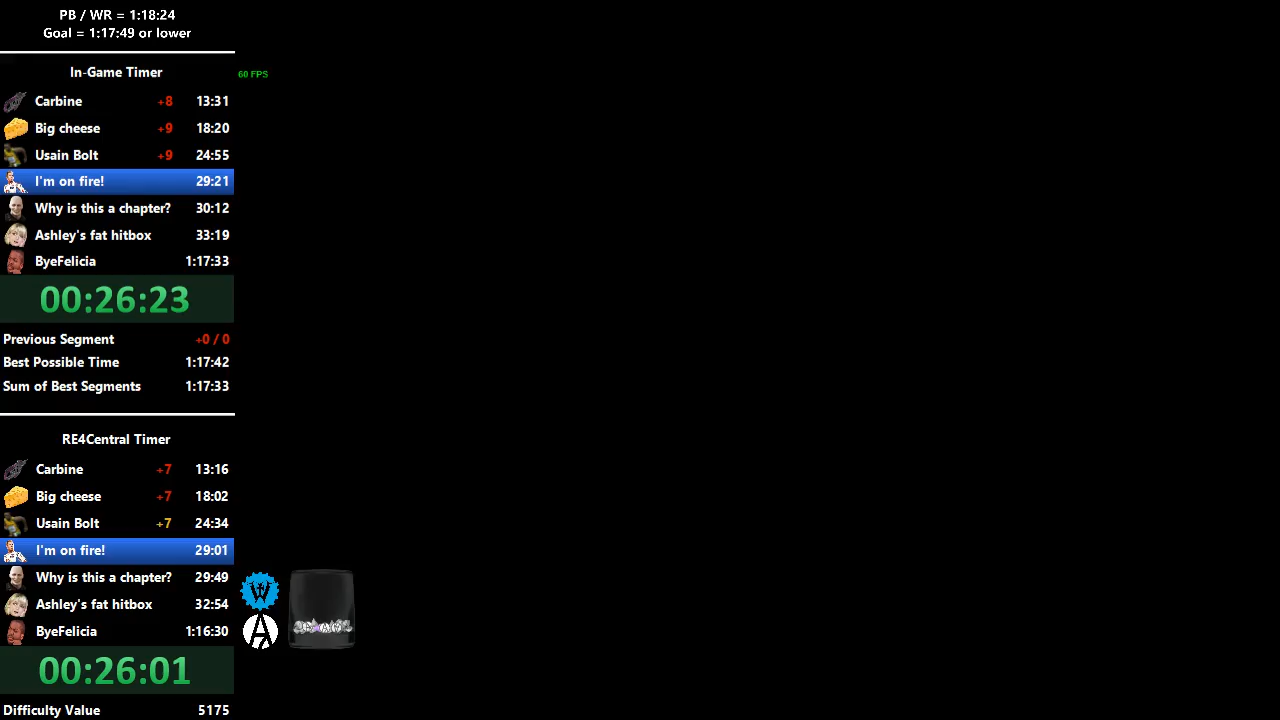 PB / WR = 1:18:24
Goal = 1:17:49 or lower
In-Game Timer
60 FPS
Carbine +8 13:31
Big cheese +9 18:20
Usain Bolt +9 24:55
I'm on fire! 29:21
Why is this a chapter? 30:12
Ashley's fat hitbox 33:19
ByeFelicia 1:17:33
00:26:23
Previous Segment +0 / 0
Best Possible Time 1:17:42
Sum of Best Segments 1:17:33
RE4Central Timer
Carbine +7 13:16
Big cheese +7 18:02
Usain Bolt +7 24:34
I'm on fire! 29:01
Why is this a chapter? 29:49
Ashley's fat hitbox 32:54
ByeFelicia 1:16:30
00:26:01
Difficulty Value 5175